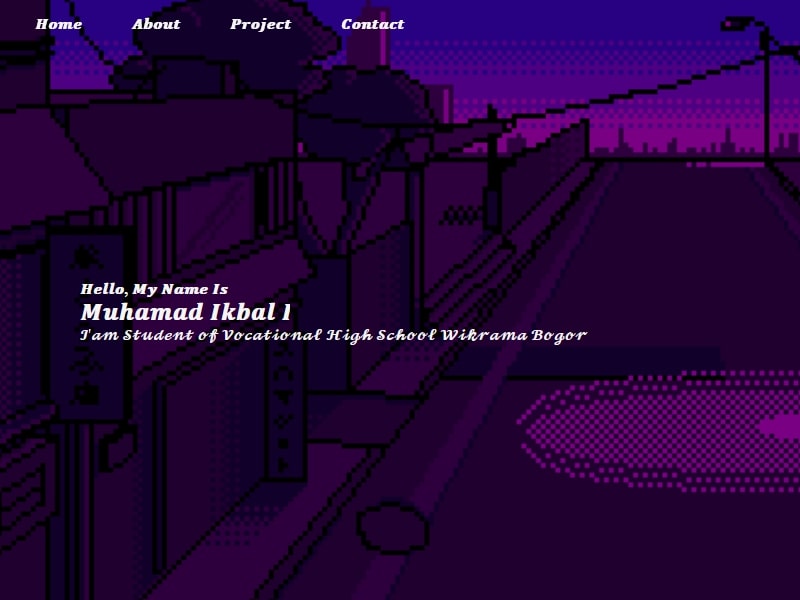 Home About Project Contact
Hello, My Name Is
Muhamad Ikbal
I'am Student of Vocational High School Wikrama Bogor